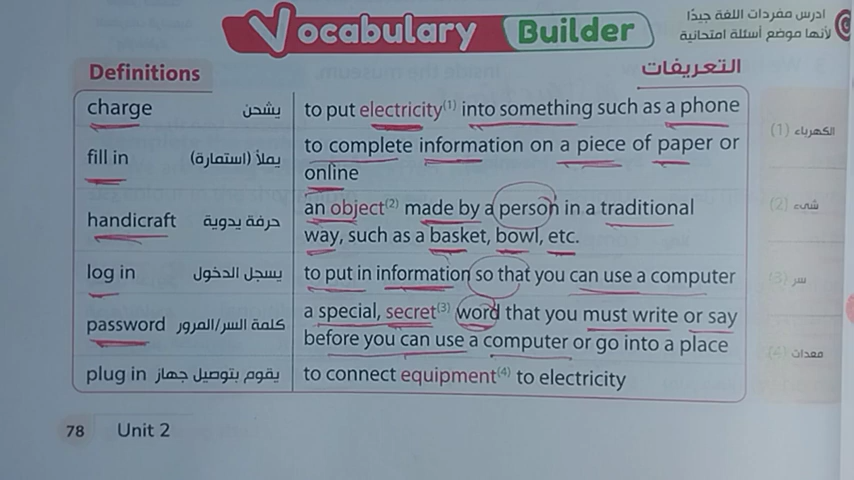 Vocabulary Builder
ادرس مفردات اللغة جيدًا
لأنها موضع أسئلة امتحانية
Definitions
التعريفات
charge يشحن to put electricity(1) into something such as a phone
fill in يملأ (استمارة) to complete information on a piece of paper or
online
handicraft حرفة يدوية an object(2) made by a person in a traditional
way, such as a basket, bowl, etc.
log in يسجل الدخول to put in information so that you can use a computer
password كلمة السر/المرور a special, secret(3) word that you must write or say
before you can use a computer or go into a place
plug in يقوم بتوصيل جهاز to connect equipment(4) to electricity
(1) الكهرباء
(2) شيء
(3) سر
(4) معدات
78 Unit 2